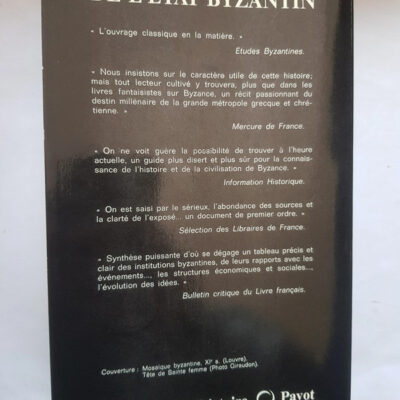 DE L'ÉTAT BYZANTIN
« L'ouvrage classique en la matière. »
Etudes Byzantines.
« Nous insistons sur le caractère utile de cette histoire;
mais tout lecteur cultivé y trouvera, plus que dans les
livres fantaisistes sur Byzance, un récit passionnant du
destin millénaire de la grande métropole grecque et chré-
tienne. »
Mercure de France.
« On ne voit guère la possibilité de trouver à l'heure
actuelle, un guide plus disert et plus sûr pour la connais-
sance de l'histoire et de la civilisation de Byzance. »
Information Historique.
« On est saisi par le sérieux, l'abondance des sources et
la clarté de l'exposé... un document de premier ordre. »
Sélection des Libraires de France.
« Synthèse puissante d'où se dégage un tableau précis et
clair des institutions byzantines, de leurs rapports avec les
événements..., les structures économiques et sociales...,
l'évolution des idées. »
Bulletin critique du Livre français.
Couverture : Mosaïque byzantine, XIe s. (Louvre).
Tête de Sainte femme (Photo Giraudon).
Payot